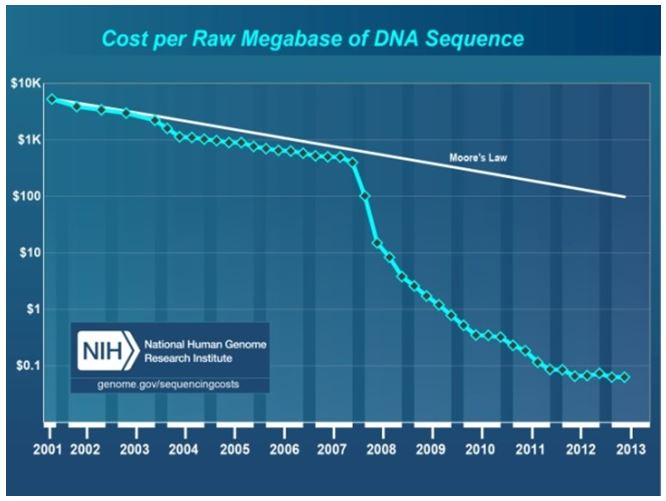 Cost per Raw Megabase of DNA Sequence
$10K
$1K
$100
$10
$1
$0.1
Moore's Law
NIH
National Human Genome
Research Institute
genome.gov/sequencingcosts
2001 2002 2003 2004 2005 2006 2007 2008 2009 2010 2011 2012 2013